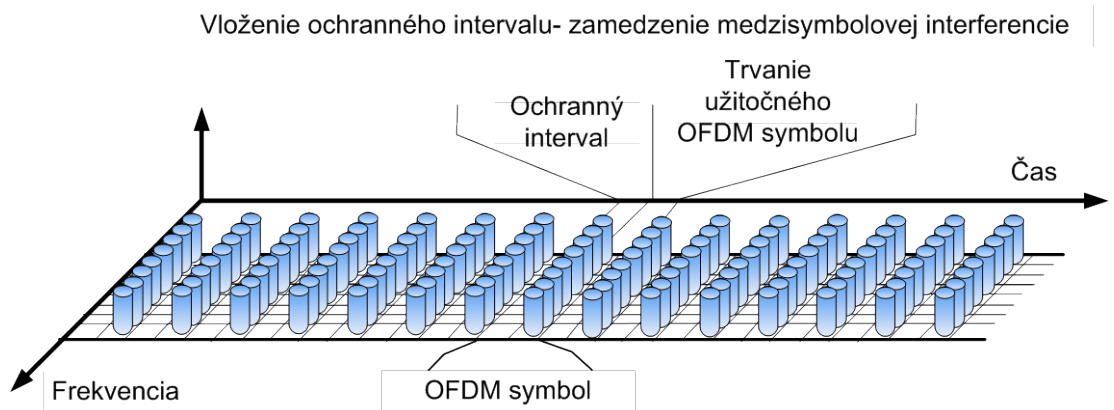 Vloženie ochranného intervalu- zamedzenie medzisymbolovej interferencie
Ochranný
interval
Trvanie
užitočného
OFDM symbolu
Čas
Frekvencia
OFDM symbol